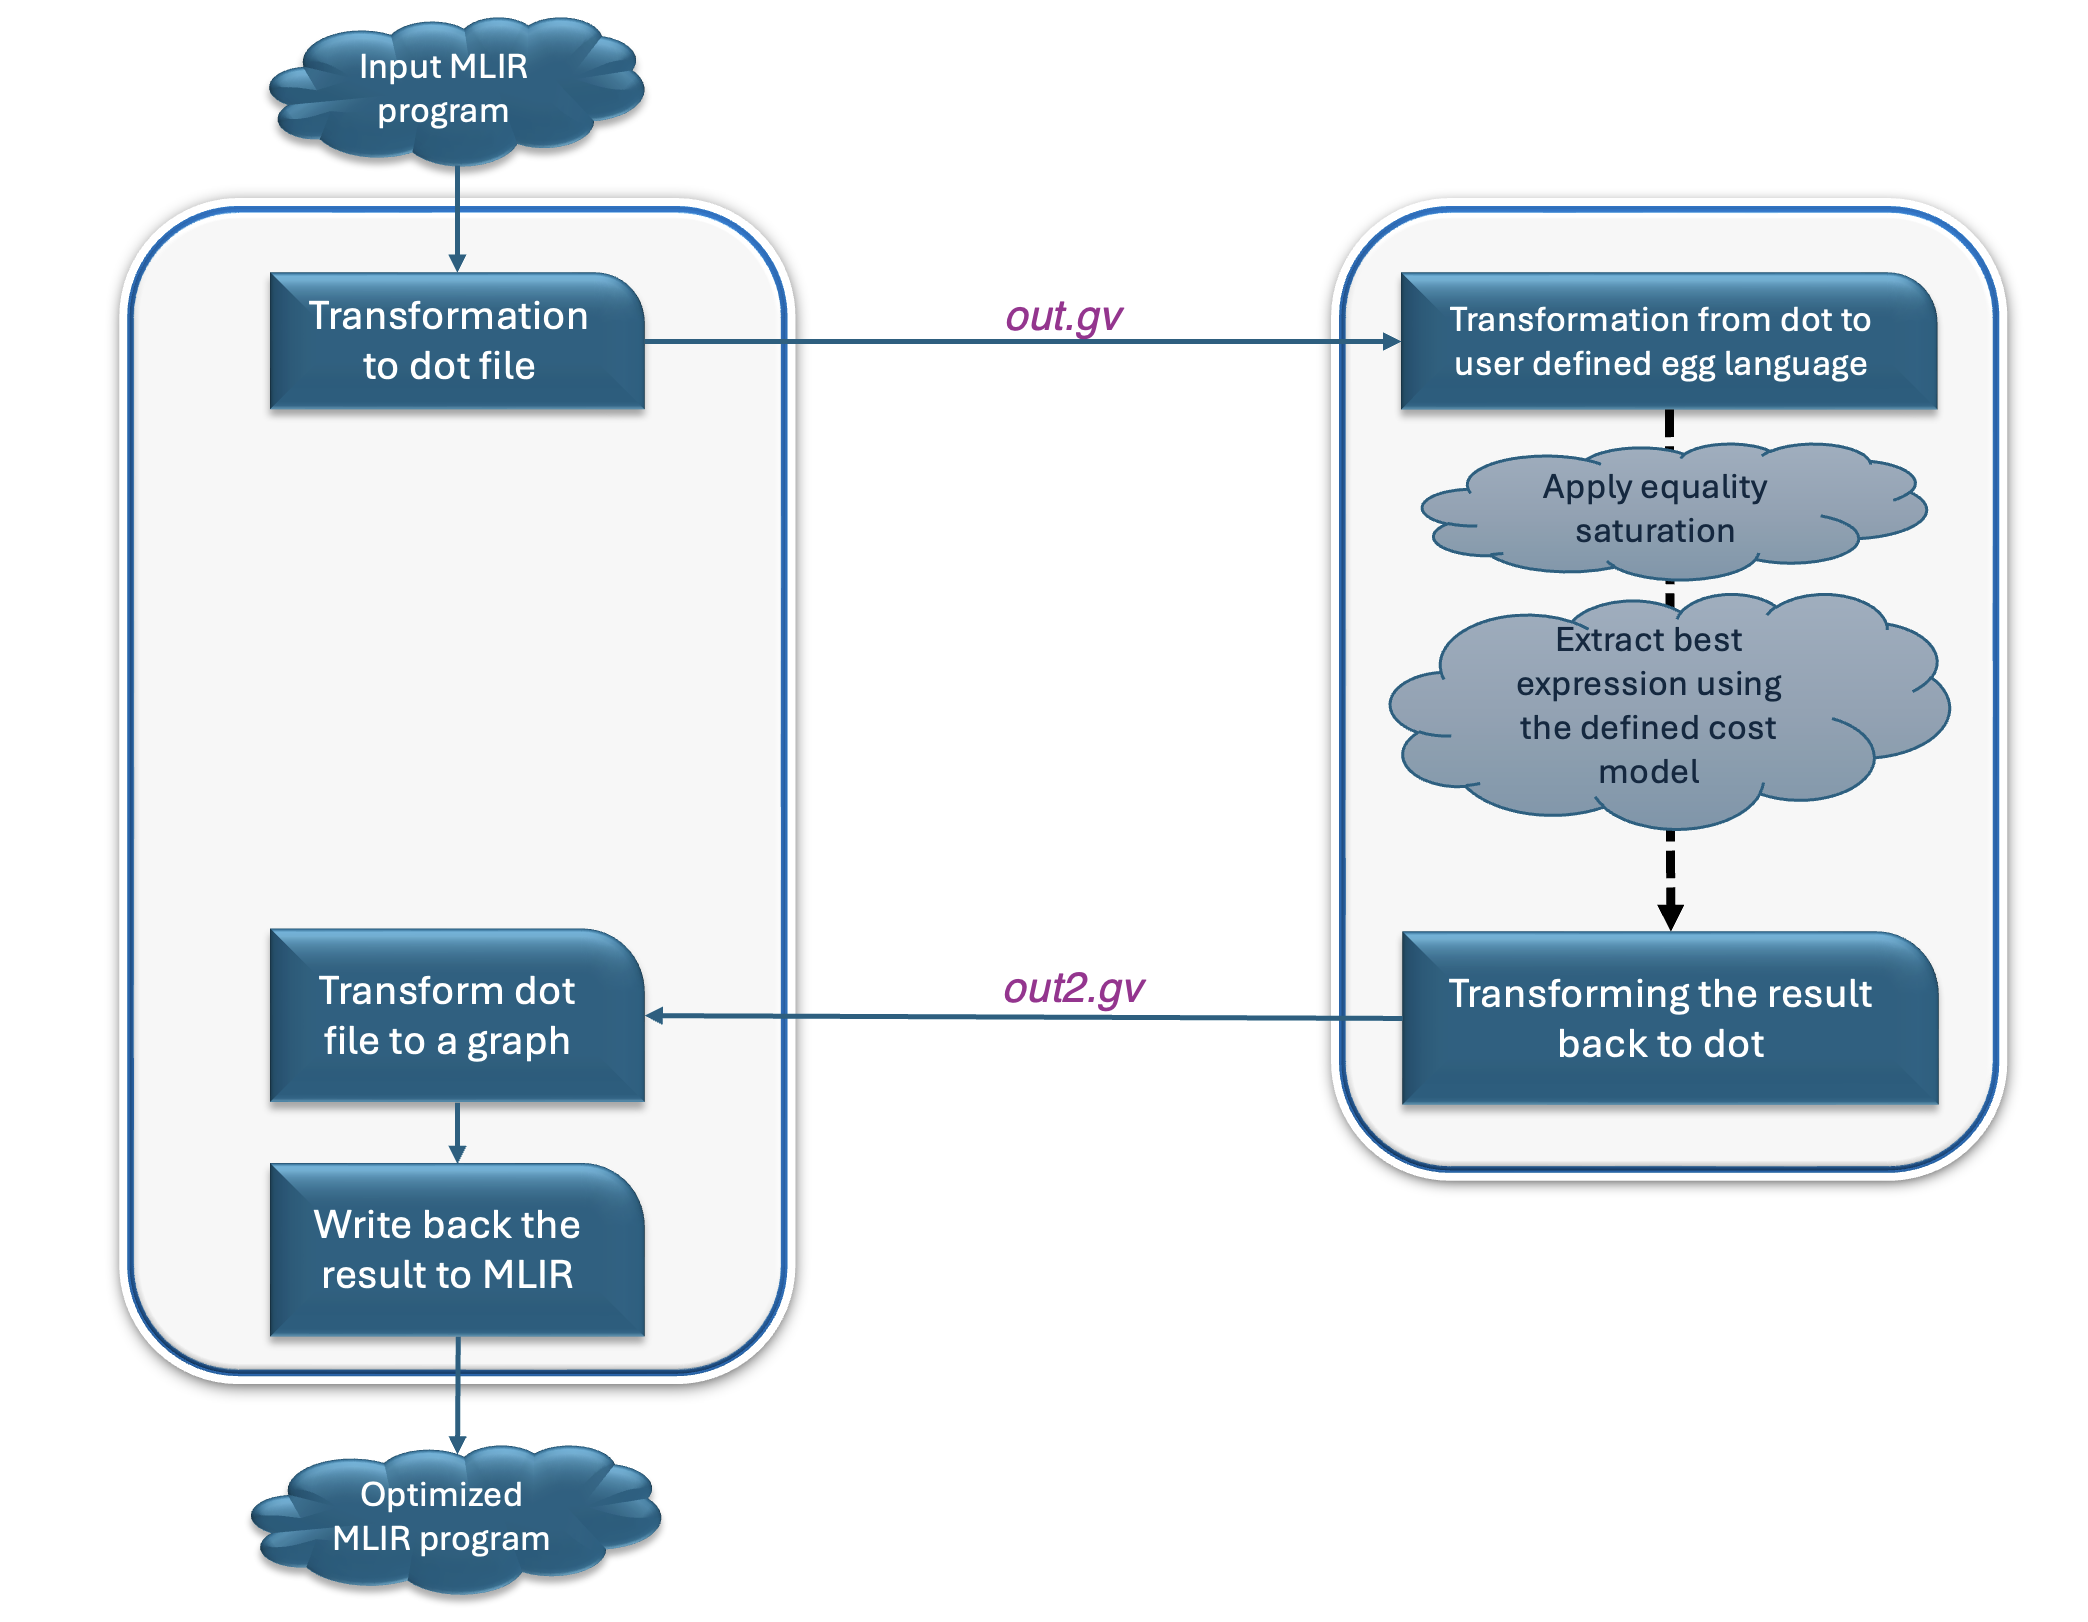 Input MLIR
program
Transformation
to dot file
out.gv
Transformation from dot to
user defined egg language
Apply equality
saturation
Extract best
expression using
the defined cost
model
Transforming the result
back to dot
out2.gv
Transform dot
file to a graph
Write back the
result to MLIR
Optimized
MLIR program